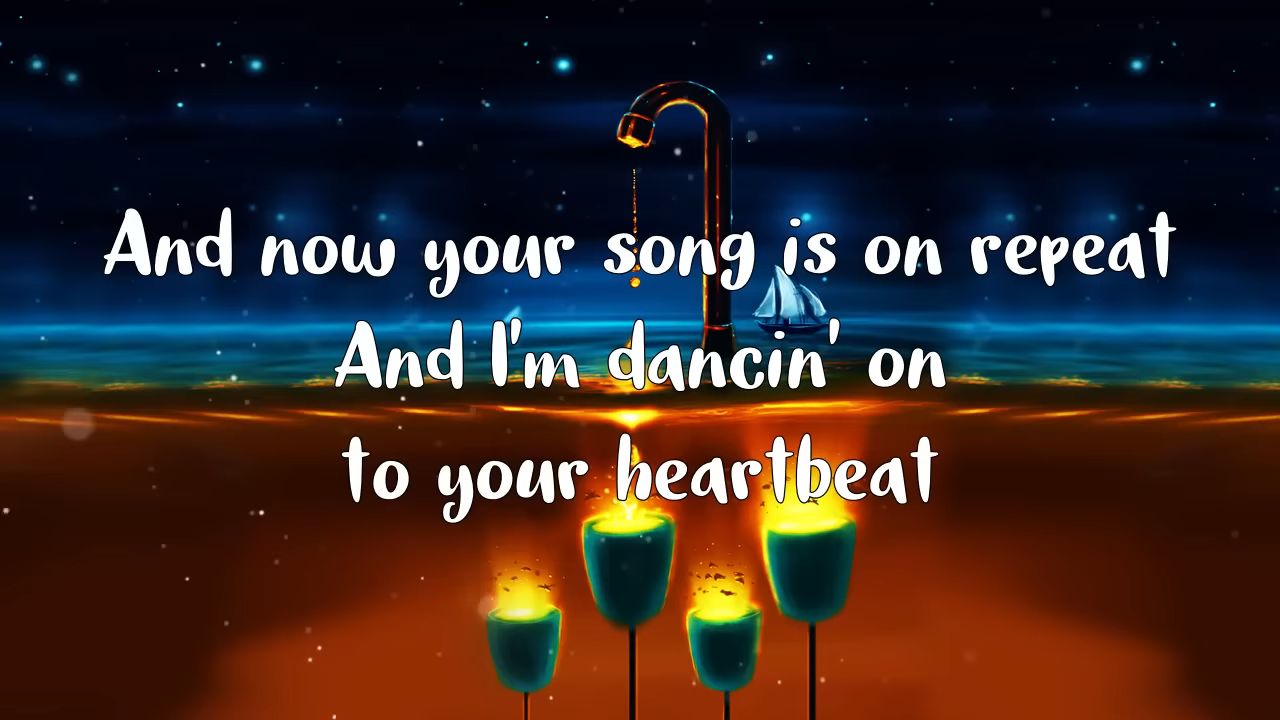 And now your song is on repeat
And I'm dancin' on
to your heartbeat